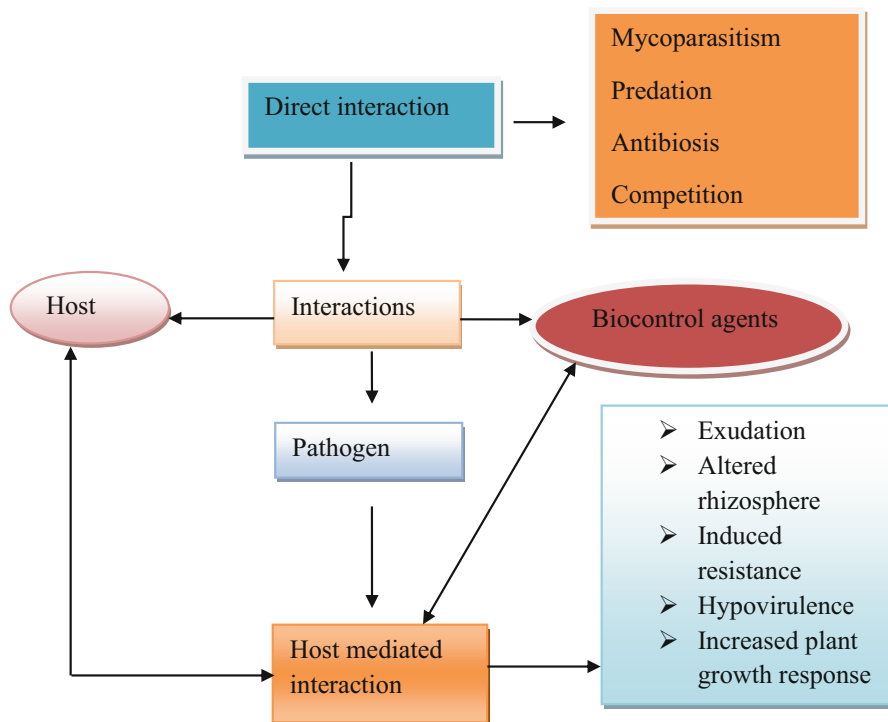 Direct interaction
Mycoparasitism
Predation
Antibiosis
Competition
Host
Interactions
Biocontrol agents
Pathogen
➢ Exudation
➢ Altered
rhizosphere
➢ Induced
resistance
➢ Hypovirulence
➢ Increased plant
growth response
Host mediated
interaction